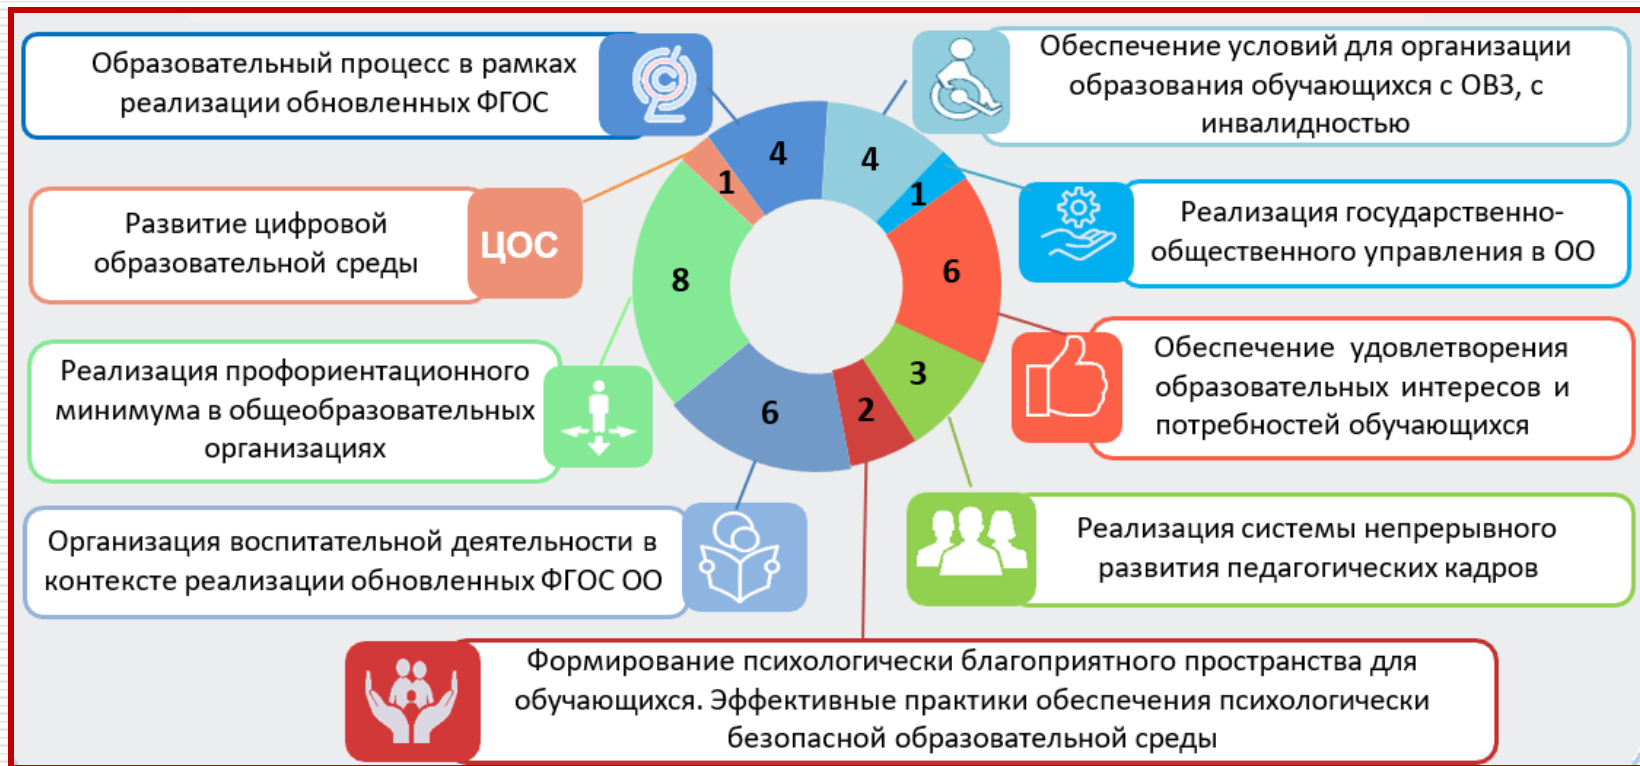 Образовательный процесс в рамках
реализации обновленных ФГОС
Обеспечение условий для организации
образования обучающихся с ОВЗ, с
инвалидностью
Развитие цифровой
образовательной среды
ЦОС
Реализация государственно-
общественного управления в ОО
Реализация профориентационного
минимума в общеобразовательных
организациях
Обеспечение удовлетворения
образовательных интересов и
потребностей обучающихся
Организация воспитательной деятельности в
контексте реализации обновленных ФГОС ОО
Реализация системы непрерывного
развития педагогических кадров
Формирование психологически благоприятного пространства для
обучающихся. Эффективные практики обеспечения психологически
безопасной образовательной среды
4
4
1
1
6
8
3
2
6